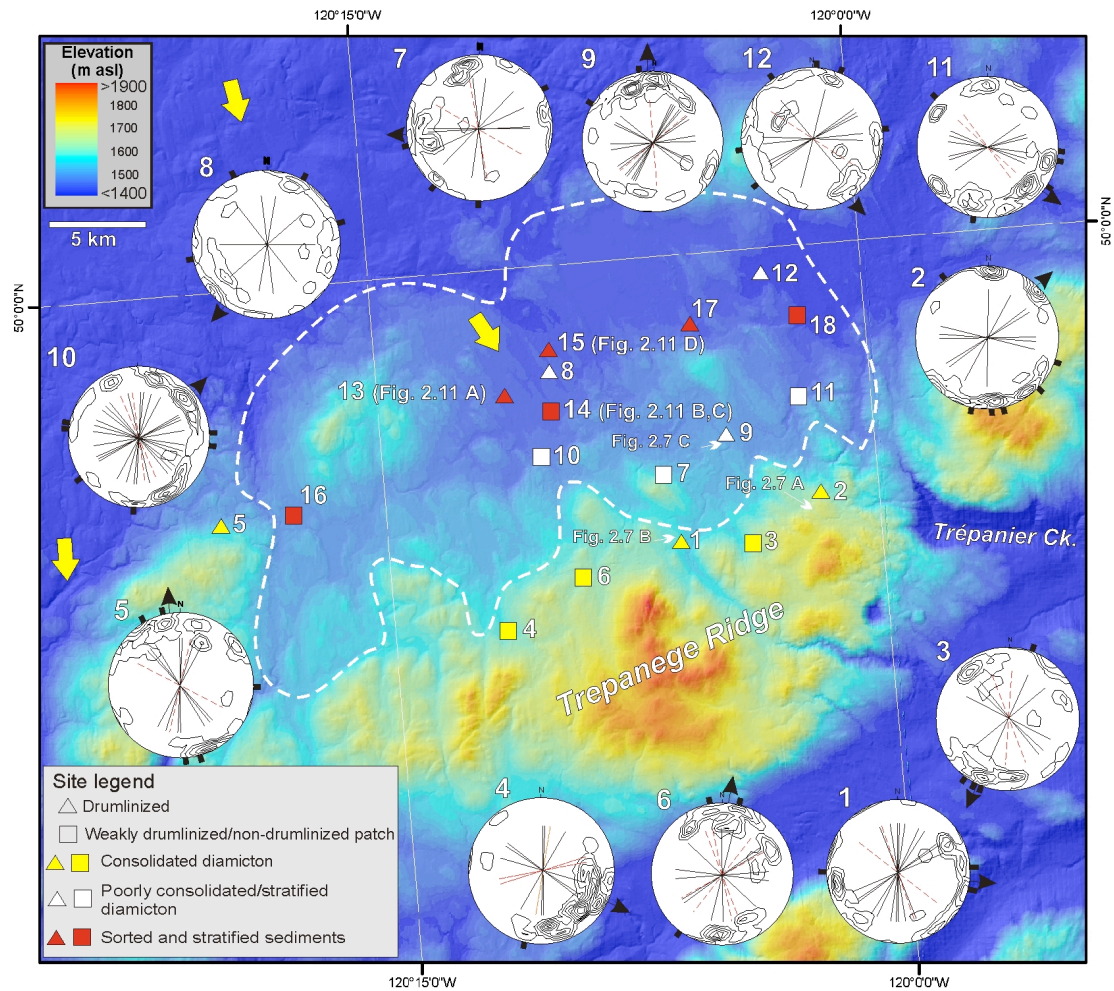 120°15'0"W
120°0'0"W
Elevation
(m asl)
>1900
1800
1700
1600
1500
<1400
5 km
7
N
9
N
12
N
11
N
8
N
50°0'0"N
50°0'0"N
2
N
12
17
18
15 (Fig. 2.11 D)
8
13 (Fig. 2.11 A)
14 (Fig. 2.11 B,C)
11
10
N
9
Fig. 2.7 C
10
7
Fig. 2.7 A
2
16
5
Fig. 2.7 B
1
3
Trépanier Ck.
6
5
N
4
Trepanege Ridge
3
N
Site legend
Drumlinized
Weakly drumlinized/non-drumlinized patch
Consolidated diamicton
Poorly consolidated/stratified
diamicton
Sorted and stratified sediments
4
N
6
N
1
N
120°15'0"W
120°0'0"W